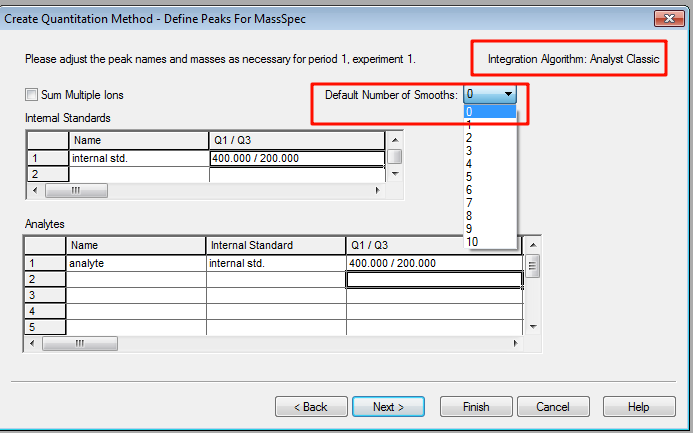 Create Quantitation Method - Define Peaks For MassSpec
Please adjust the peak names and masses as necessary for period 1, experiment 1.
Integration Algorithm: Analyst Classic
Sum Multiple Ions
Default Number of Smooths: 0
0
1
2
3
4
5
6
7
8
9
10
Internal Standards
Name Q1 / Q3
1 internal std. 400.000 / 200.000
2
Analytes
Name Internal Standard Q1 / Q3
1 analyte internal std. 400.000 / 200.000
2
3
4
5
< Back Next > Finish Cancel Help